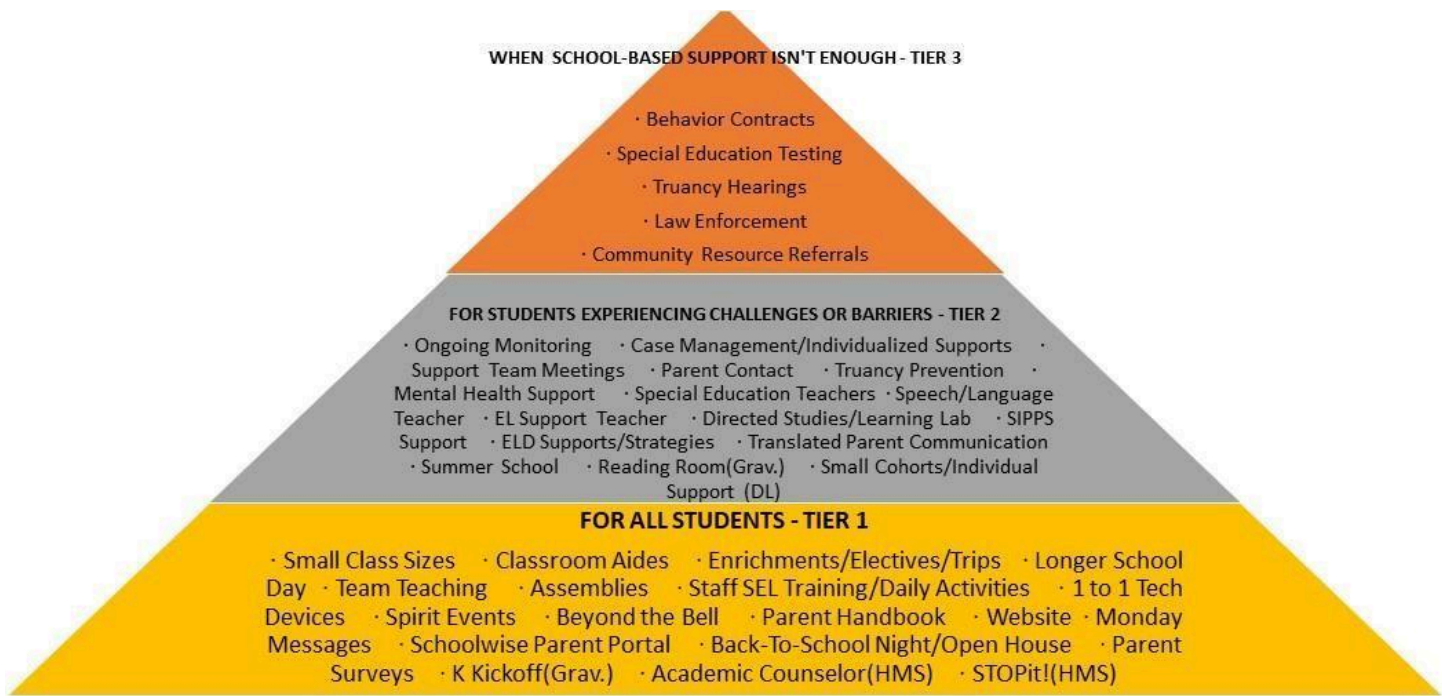 WHEN SCHOOL-BASED SUPPORT ISN'T ENOUGH - TIER 3
· Behavior Contracts
· Special Education Testing
· Truancy Hearings
· Law Enforcement
· Community Resource Referrals
FOR STUDENTS EXPERIENCING CHALLENGES OR BARRIERS - TIER 2
· Ongoing Monitoring · Case Management/Individualized Supports ·
Support Team Meetings · Parent Contact · Truancy Prevention ·
Mental Health Support · Special Education Teachers · Speech/Language
Teacher · EL Support Teacher · Directed Studies/Learning Lab · SIPPS
Support · ELD Supports/Strategies · Translated Parent Communication
· Summer School · Reading Room(Grav.) · Small Cohorts/Individual
Support (DL)
FOR ALL STUDENTS - TIER 1
· Small Class Sizes · Classroom Aides · Enrichments/Electives/Trips · Longer School
Day · Team Teaching · Assemblies · Staff SEL Training/Daily Activities · 1 to 1 Tech
Devices · Spirit Events · Beyond the Bell · Parent Handbook · Website · Monday
Messages · Schoolwise Parent Portal · Back-To-School Night/Open House · Parent
Surveys · K Kickoff(Grav.) · Academic Counselor(HMS) · STOPit!(HMS)